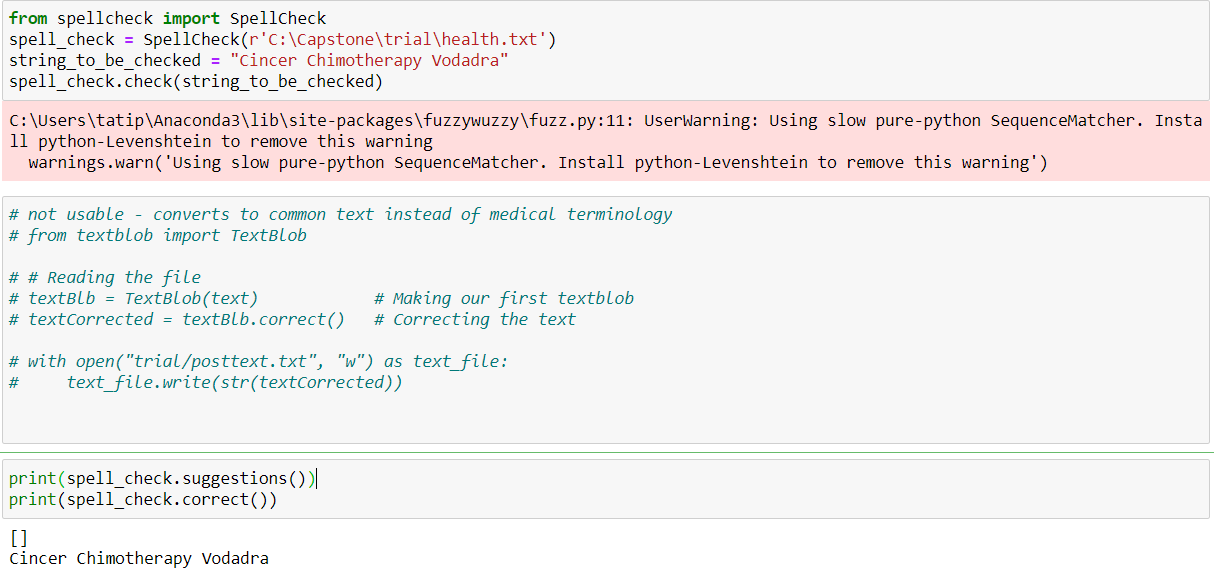 from spellcheck import SpellCheck
spell_check = SpellCheck(r'C:\Capstone\trial\health.txt')
string_to_be_checked = "Cincer Chimotherapy Vodadra"
spell_check.check(string_to_be_checked)
C:\Users\tatip\Anaconda3\lib\site-packages\fuzzywuzzy\fuzz.py:11: UserWarning: Using slow pure-python SequenceMatcher. Insta
ll python-Levenshtein to remove this warning
  warnings.warn('Using slow pure-python SequenceMatcher. Install python-Levenshtein to remove this warning')
# not usable - converts to common text instead of medical terminology
# from textblob import TextBlob
# # Reading the file
# textBlb = TextBlob(text)            # Making our first textblob
# textCorrected = textBlb.correct()   # Correcting the text
# with open("trial/posttext.txt", "w") as text_file:
#     text_file.write(str(textCorrected))
print(spell_check.suggestions())
print(spell_check.correct())
[]
Cincer Chimotherapy Vodadra